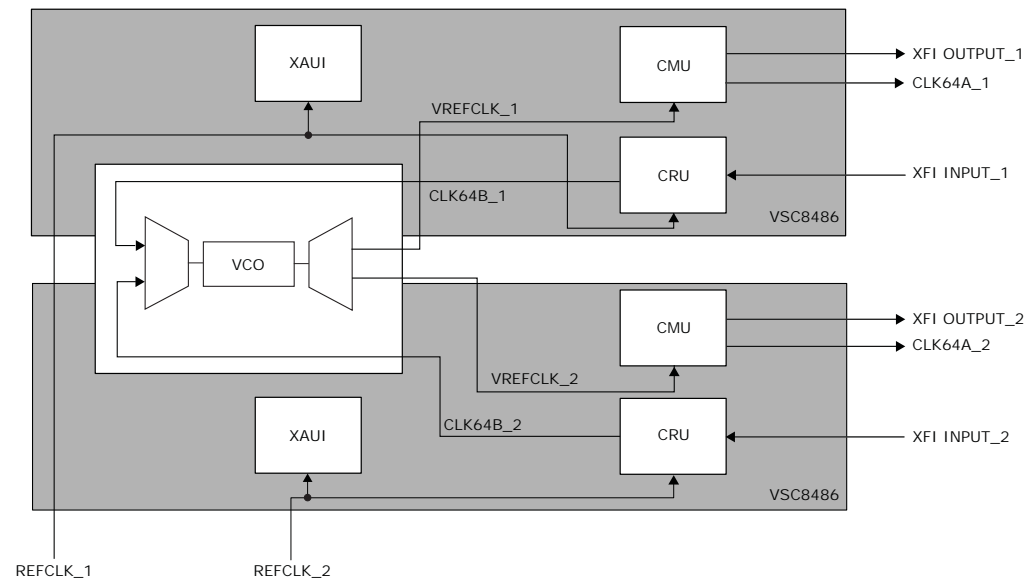 XAUI
CMU
XFI OUTPUT_1
CLK64A_1
VREFCLK_1
CRU
XFI INPUT_1
CLK64B_1
VSC8486
VCO
CMU
XFI OUTPUT_2
CLK64A_2
VREFCLK_2
XAUI
CLK64B_2
CRU
XFI INPUT_2
VSC8486
REFCLK_1
REFCLK_2